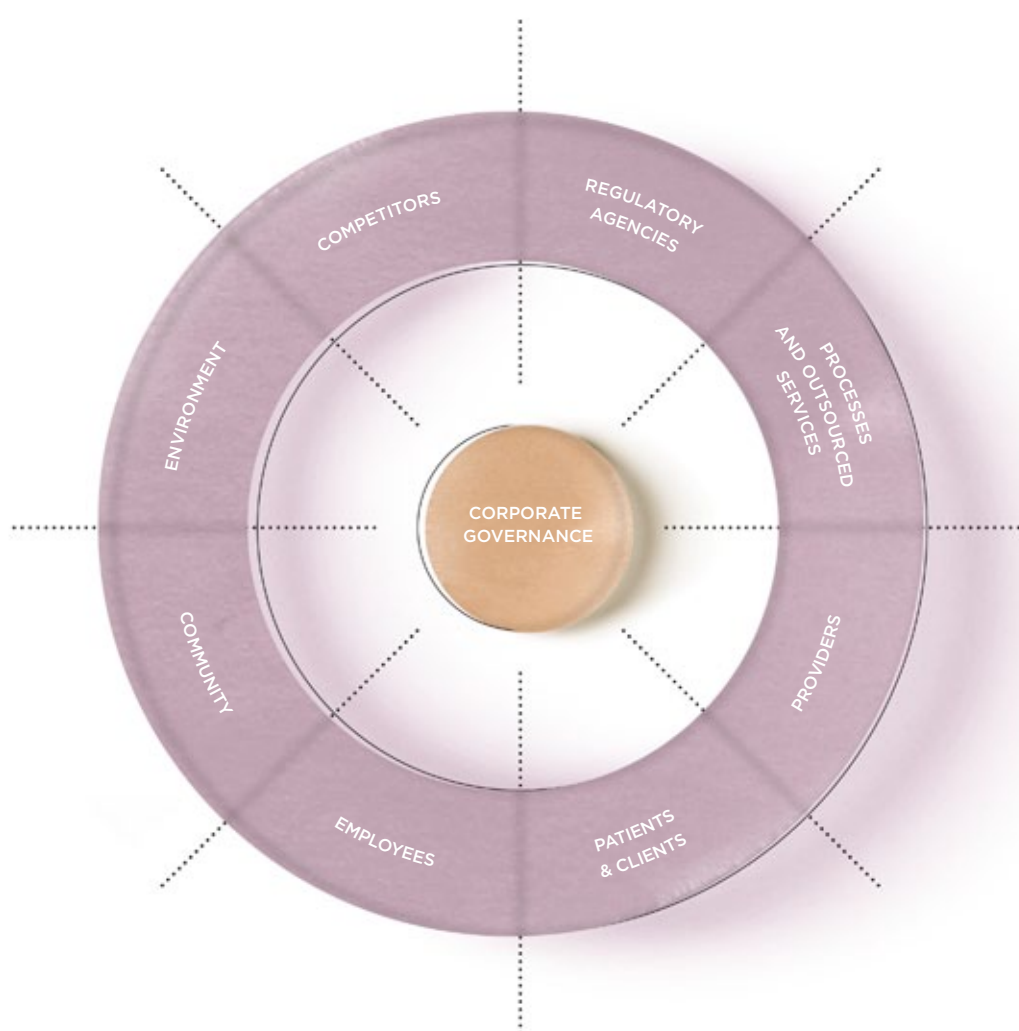 COMPETITORS
REGULATORY
AGENCIES
PROCESSES
AND OUTSOURCED
SERVICES
PROVIDERS
PATIENTS
& CLIENTS
EMPLOYEES
COMMUNITY
ENVIRONMENT
CORPORATE
GOVERNANCE